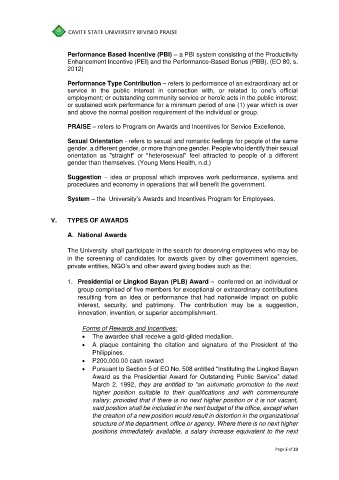 CAVITE STATE UNIVERSITY REVISED PRAISE
Performance Based Incentive (PBI) – a PBI system consisting of the Productivity
Enhancement Incentive (PEI) and the Performance-Based Bonus (PBB). (EO 80, s.
2012)
Performance Type Contribution – refers to performance of an extraordinary act or
service in the public interest in connection with, or related to one's official
employment; or outstanding community service or heroic acts in the public interest;
or sustained work performance for a minimum period of one (1) year which is over
and above the normal position requirement of the individual or group.
PRAISE – refers to Program on Awards and Incentives for Service Excellence.
Sexual Orientation - refers to sexual and romantic feelings for people of the same
gender, a different gender, or more than one gender. People who identify their sexual
orientation as "straight" or "heterosexual" feel attracted to people of a different
gender than themselves. (Young Mens Health, n.d.)
Suggestion – idea or proposal which improves work performance, systems and
procedures and economy in operations that will benefit the government.
System – the University's Awards and Incentives Program for Employees.
V. TYPES OF AWARDS
A. National Awards
The University shall participate in the search for deserving employees who may be
in the screening of candidates for awards given by other government agencies,
private entities, NGO's and other award giving bodies such as the:
1. Presidential or Lingkod Bayan (PLB) Award – conferred on an individual or
group comprised of five members for exceptional or extraordinary contributions
resulting from an idea or performance that had nationwide impact on public
interest, security, and patrimony. The contribution may be a suggestion,
innovation, invention, or superior accomplishment.
Forms of Rewards and Incentives:
• The awardee shall receive a gold-gilded medallion.
• A plaque containing the citation and signature of the President of the
Philippines.
• P200,000.00 cash reward
• Pursuant to Section 5 of EO No. 508 entitled "Instituting the Lingkod Bayan
Award as the Presidential Award for Outstanding Public Service" dated
March 2, 1992, they are entitled to "an automatic promotion to the next
higher position suitable to their qualifications and with commensurate
salary; provided that if there is no next higher position or it is not vacant,
said position shall be included in the next budget of the office, except when
the creation of a new position would result in distortion in the organizational
structure of the department, office or agency. Where there is no next higher
positions immediately available, a salary increase equivalent to the next
Page 5 of 23